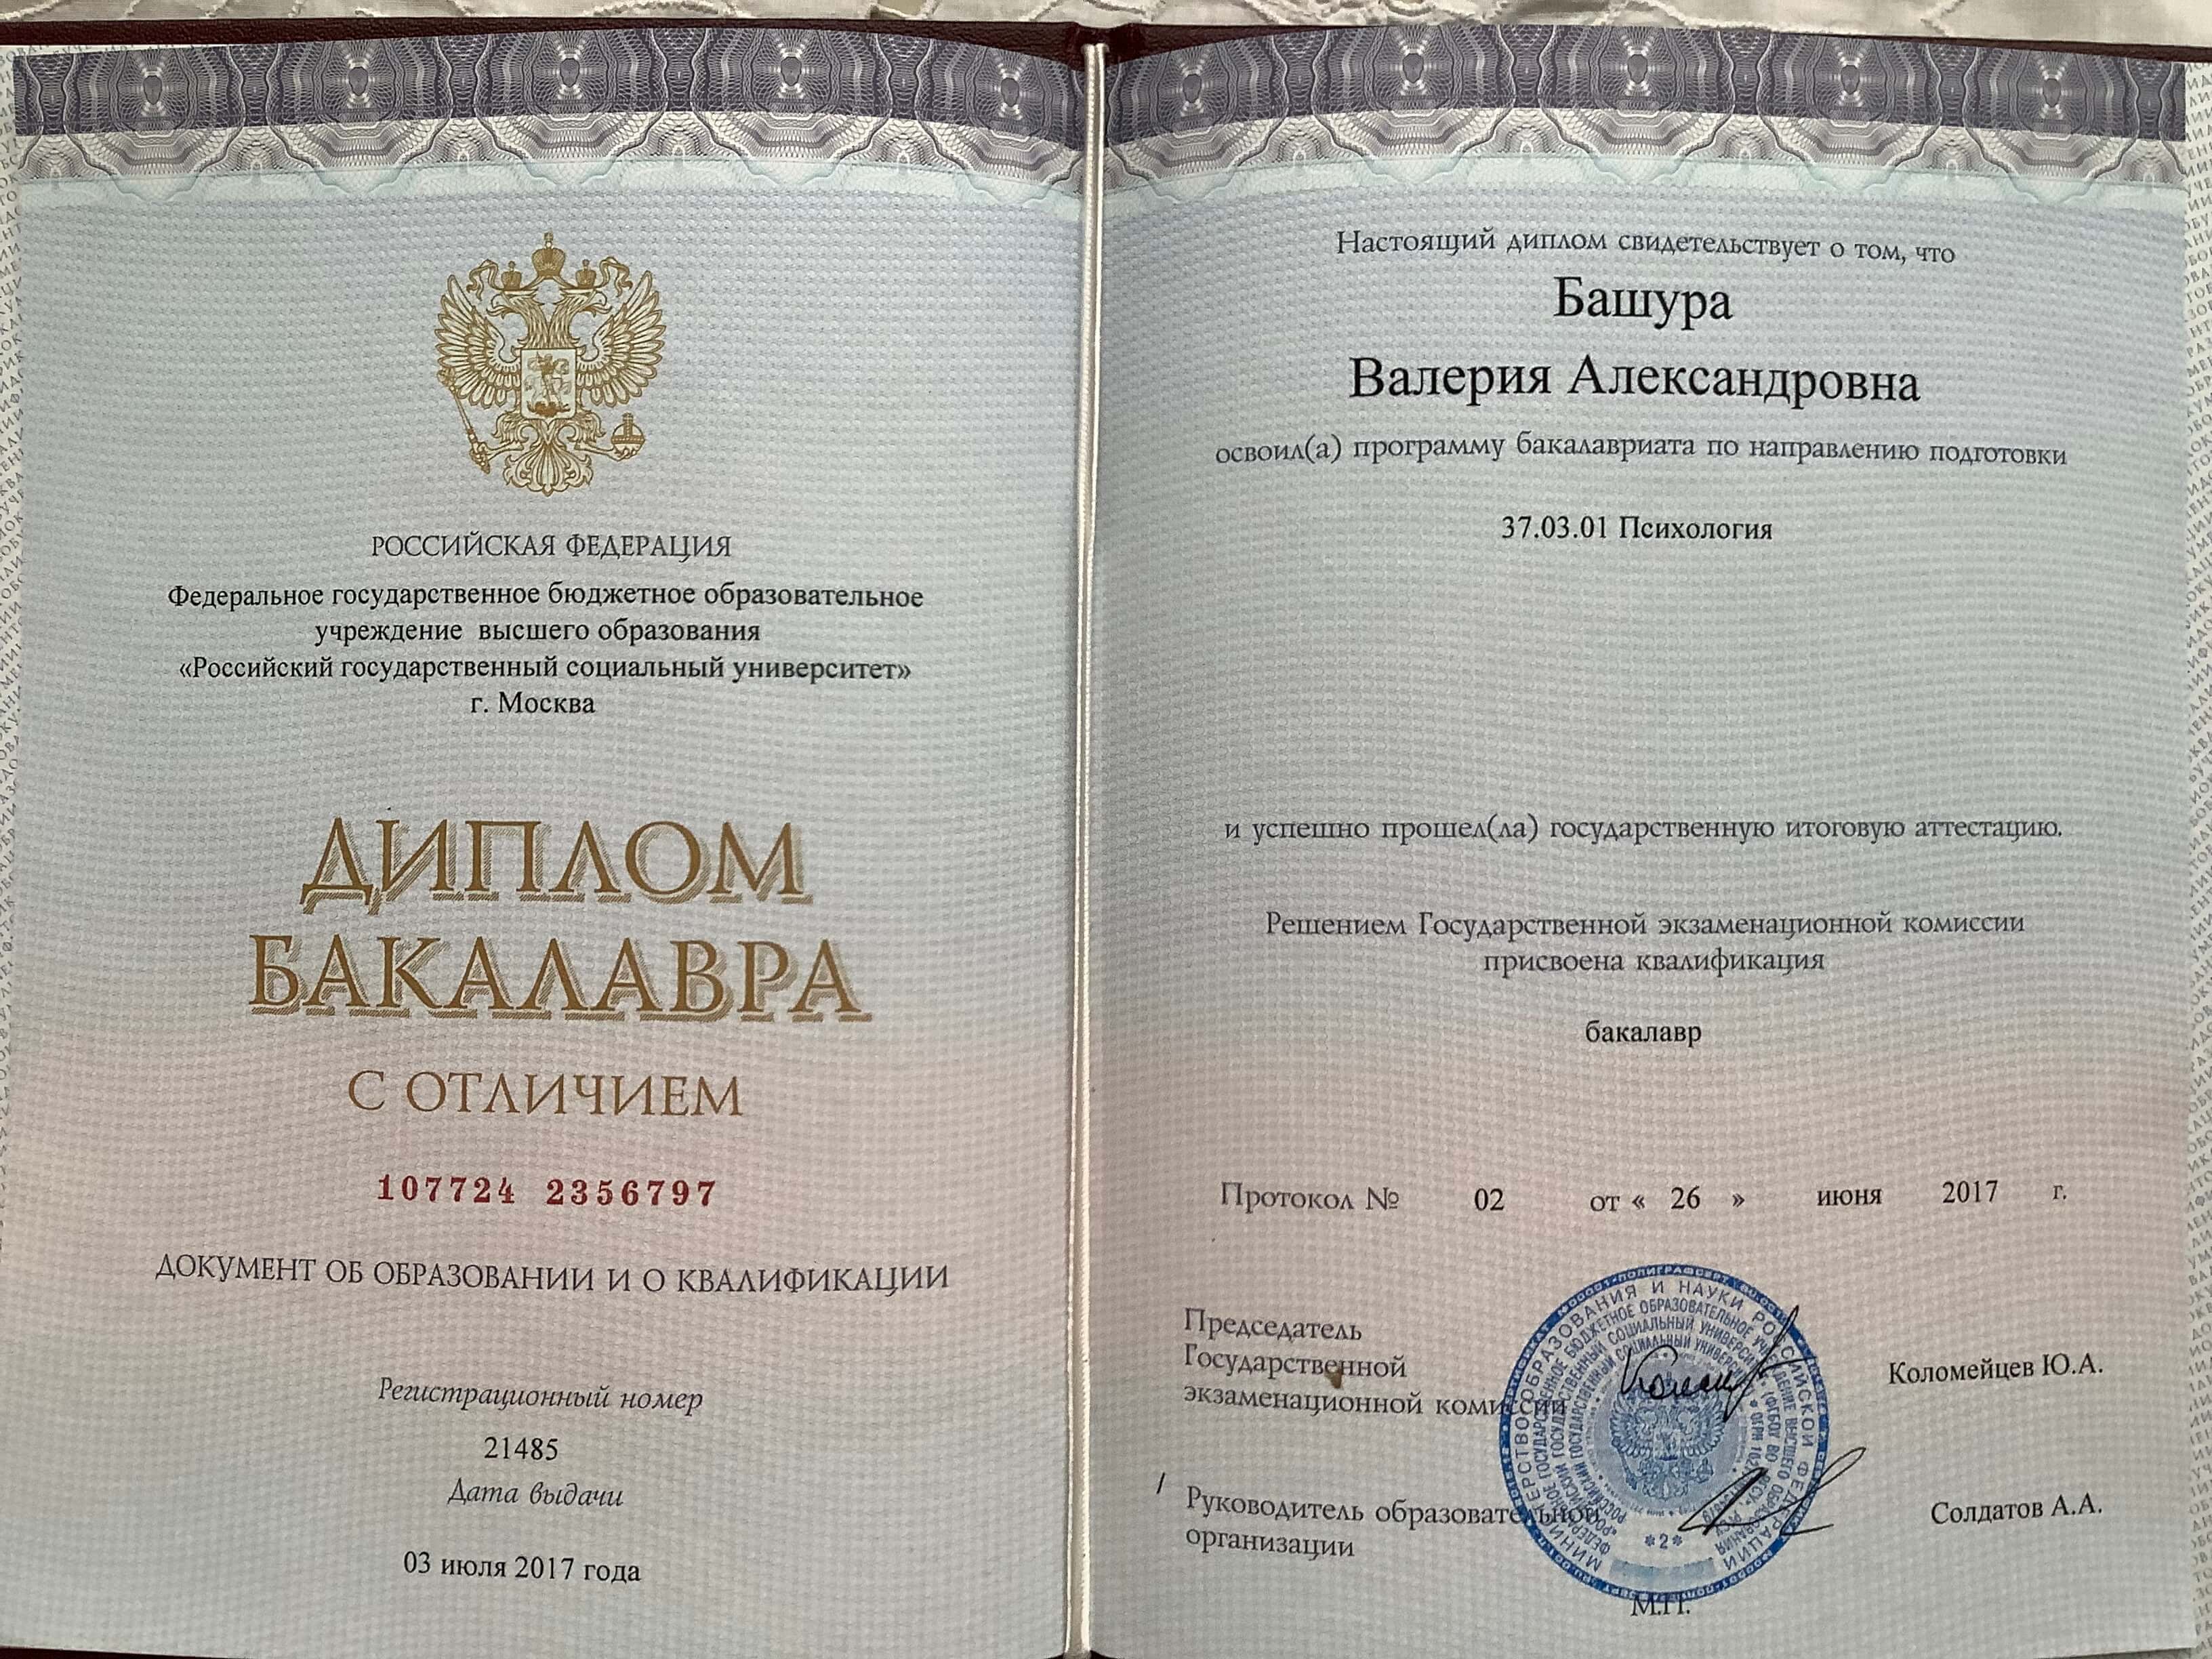 РОССИЙСКАЯ ФЕДЕРАЦИЯ
Федеральное государственное бюджетное образовательное
учреждение высшего образования
«Российский государственный социальный университет»
г. Москва
ДИПЛОМ
БАКАЛАВРА
С ОТЛИЧИЕМ
107724 2356797
ДОКУМЕНТ ОБ ОБРАЗОВАНИИ И О КВАЛИФИКАЦИИ
Регистрационный номер
21485
Дата выдачи
03 июля 2017 года
Настоящий диплом свидетельствует о том, что
Башура
Валерия Александровна
освоил(а) программу бакалавриата по направлению подготовки
37.03.01 Психология
и успешно прошел(ла) государственную итоговую аттестацию.
Решением Государственной экзаменационной комиссии
присвоена квалификация
бакалавр
Протокол № 02 от « 26 » июня 2017 г.
Председатель
Государственной
экзаменационной комиссии
Коломейцев Ю.А.
Руководитель образовательной
организации
Солдатов А.А.
М.П.